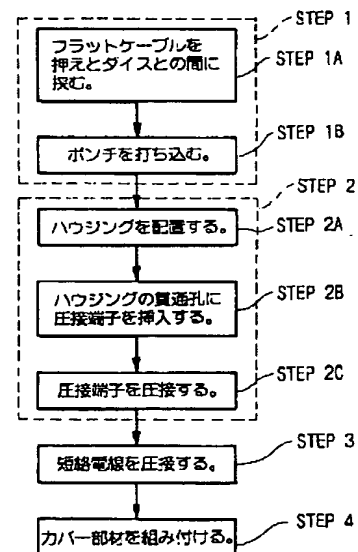 STEP 1
フラットケーブルを
押えとダイスとの間に
挟む。
STEP 1A
ポンチを打ち込む。
STEP 1B
STEP 2
ハウジングを配置する。
STEP 2A
ハウジングの貫通孔に
圧接端子を挿入する。
STEP 2B
圧接端子を圧接する。
STEP 2C
短絡電線を圧接する。
STEP 3
カバー部材を組み付ける。
STEP 4